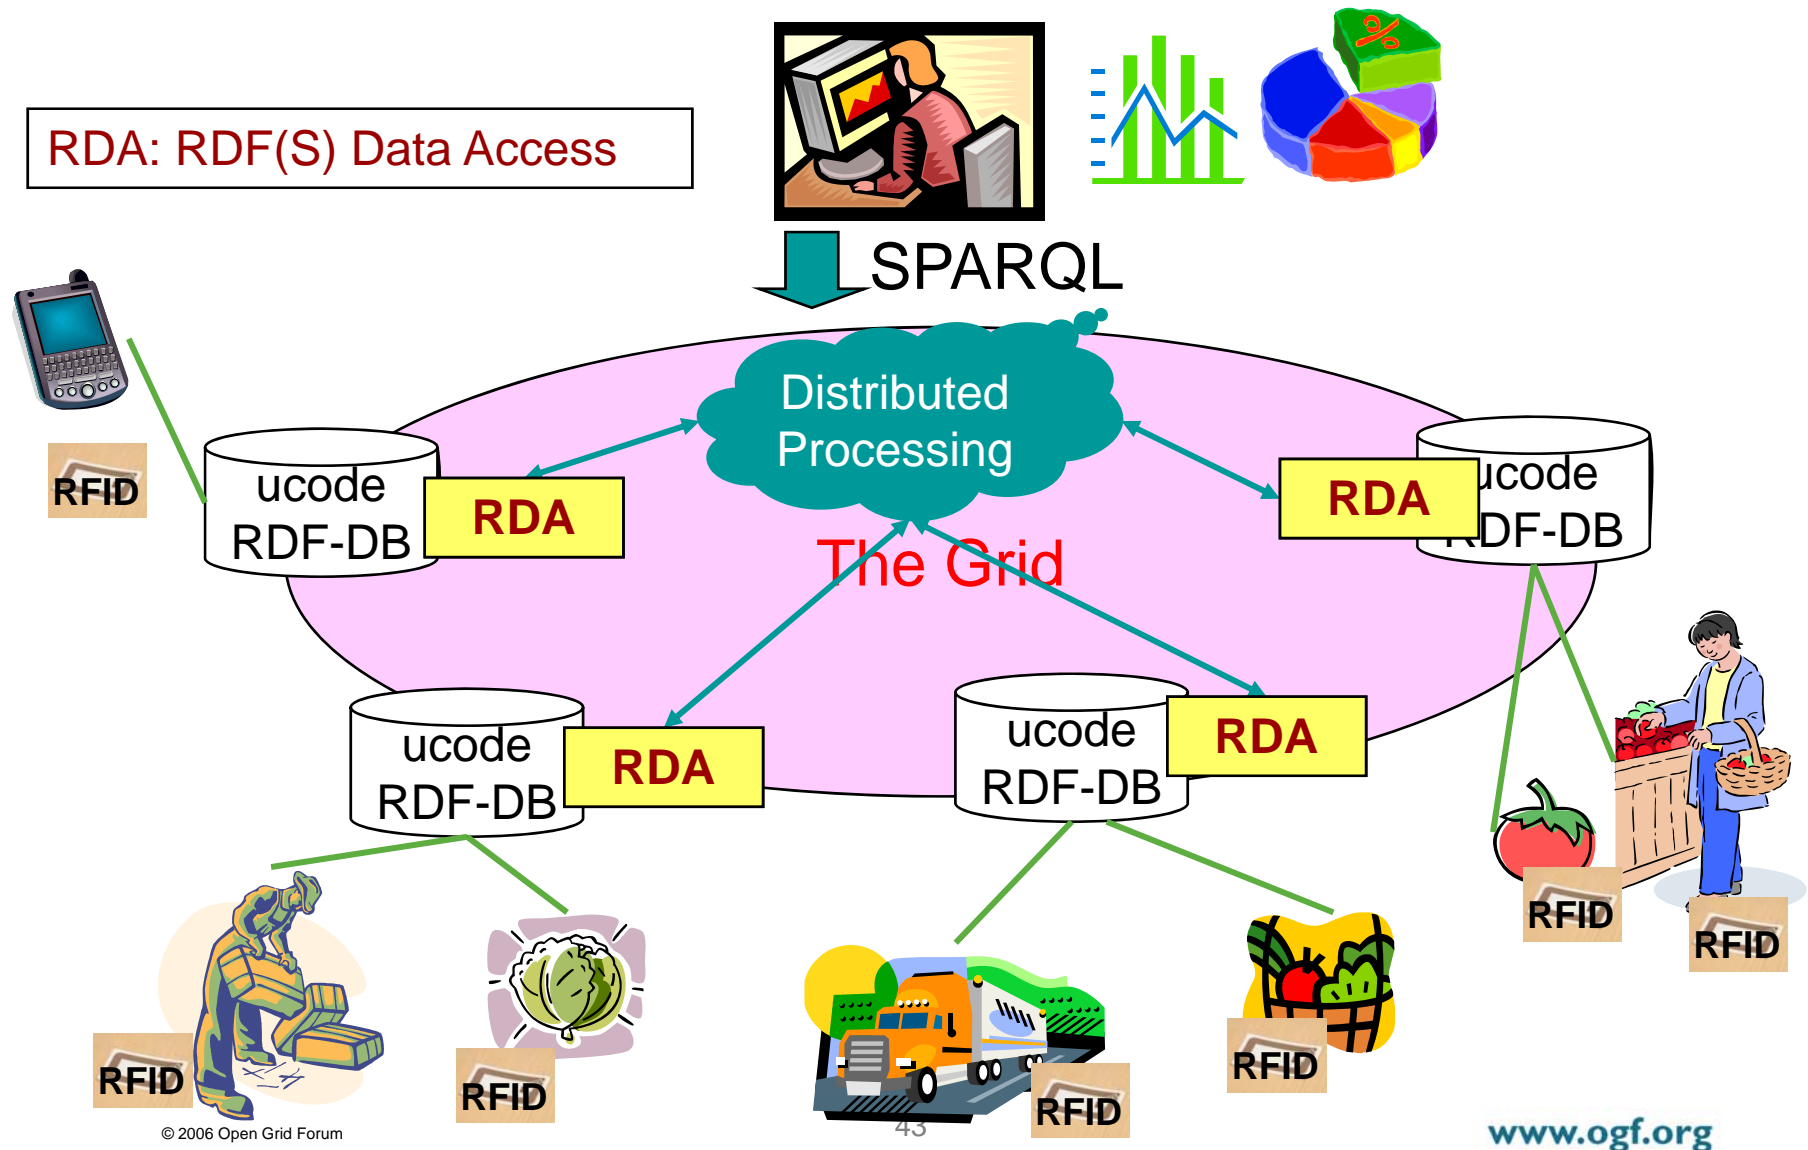 RDA: RDF(S) Data Access
%
SPARQL
Distributed
Processing
RFID
ucode
RDF-DB
RDA
RDA
ucode
RDF-DB
The Grid
ucode
RDF-DB
RDA
ucode
RDF-DB
RDA
RFID
RFID
RFID
RFID
RFID
RFID
© 2006 Open Grid Forum
43
www.ogf.org